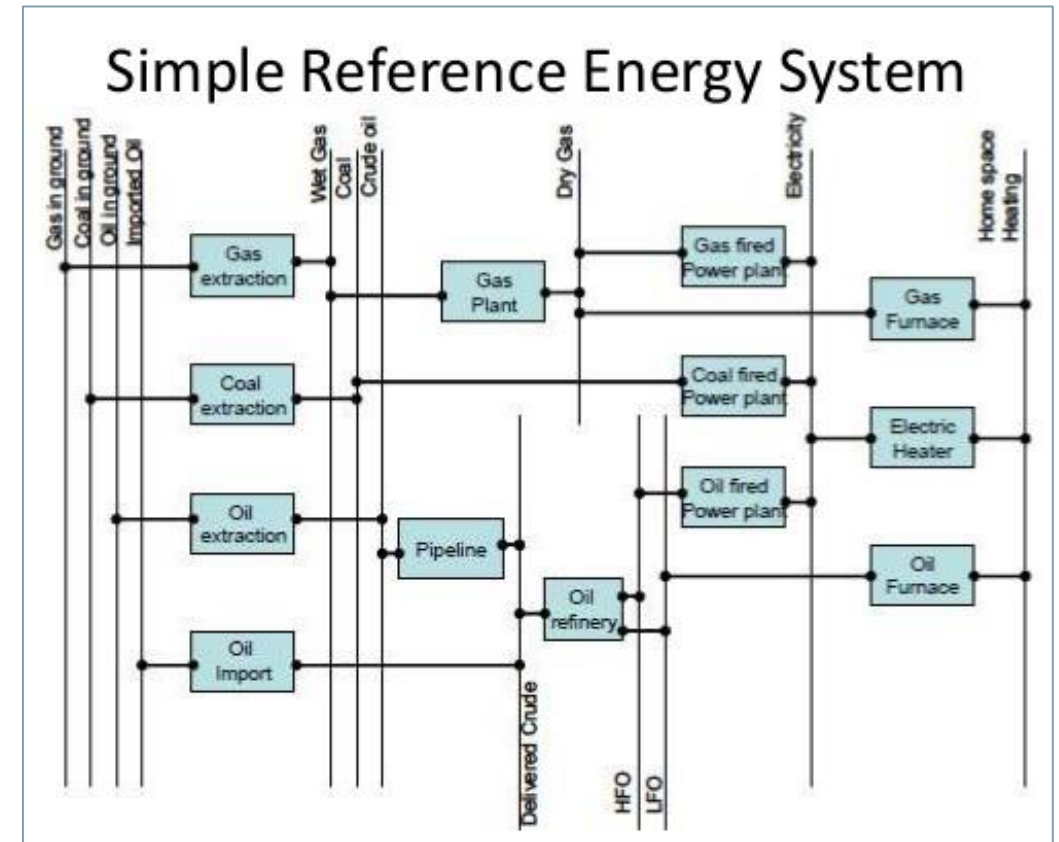 Simple Reference Energy System
Gas in ground
Coal in ground
Oil in ground
Imported Oil
Wet Gas
Coal
Crude oil
Dry Gas
Electricity
Home space
Heating
Gas
extraction
Gas
Plant
Gas fired
Power plant
Gas
Furnace
Coal
extraction
Coal fired
Power plant
Electric
Heater
Oil
extraction
Pipeline
Oil fired
Power plant
Oil
refinery
Oil
Furnace
Oil
Import
Delivered Crude
HFO
LFO